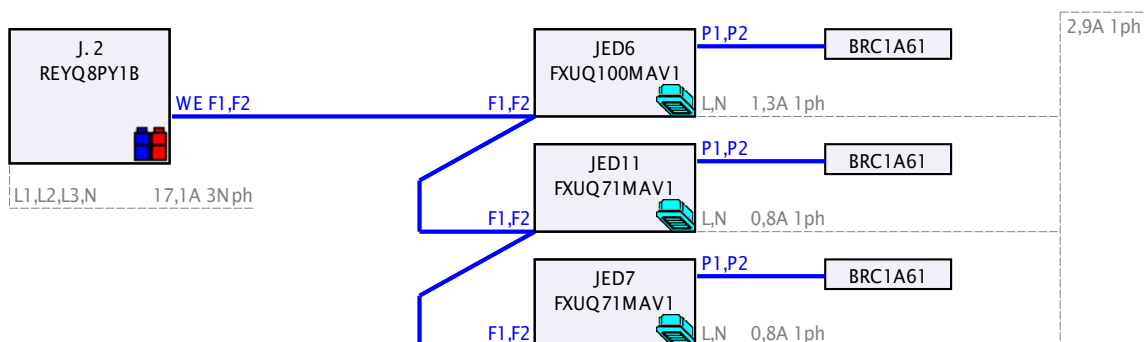 2,9A 1ph
J. 2
REYQ8PY1B
WE F1,F2
L1,L2,L3,N 17,1A 3Nph
JED6
FXUQ100MAV1
F1,F2
P1,P2
BRC1A61
L,N 1,3A 1ph
JED11
FXUQ71MAV1
F1,F2
P1,P2
BRC1A61
L,N 0,8A 1ph
JED7
FXUQ71MAV1
F1,F2
P1,P2
BRC1A61
L,N 0,8A 1ph